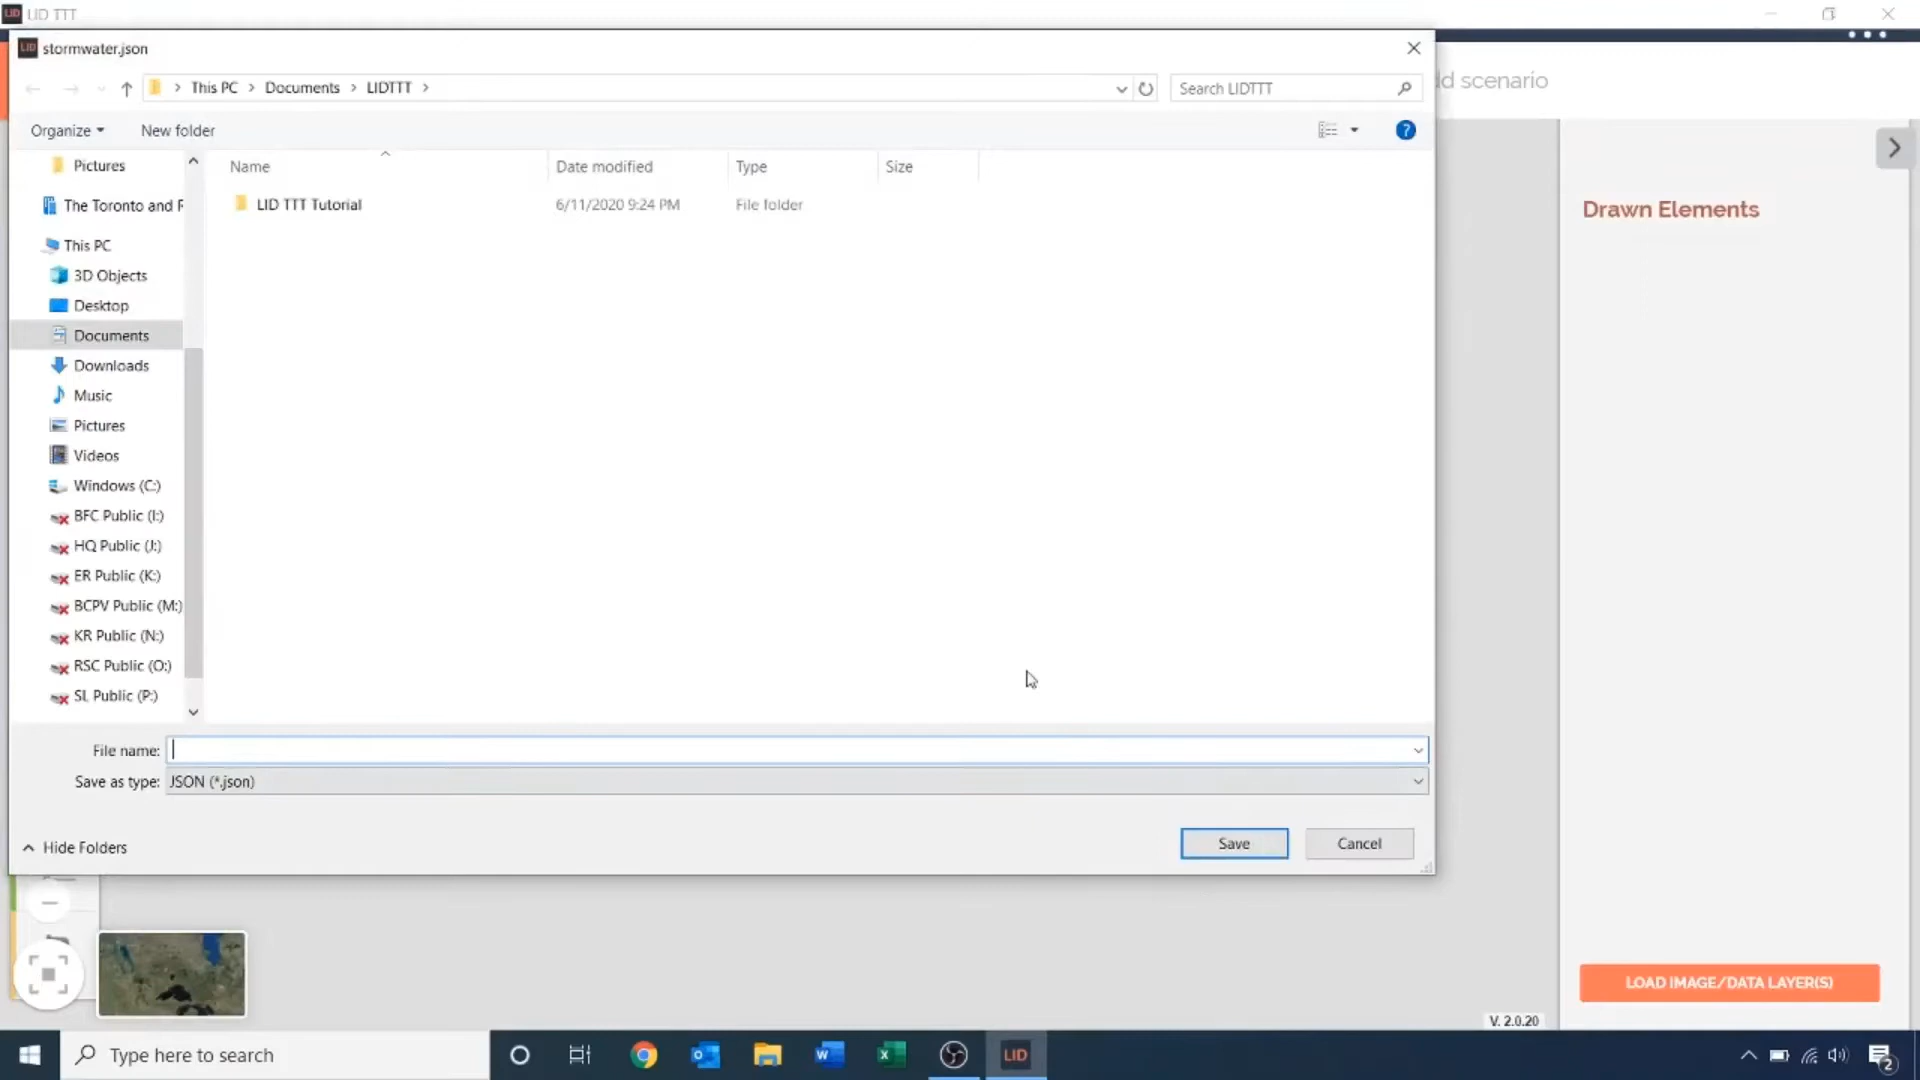 LID LID TTT
LID stormwater.json
This PC > Documents > LIDTTT >
Search LIDTTT
dd scenario
Organize
New folder
?
Name
Date modified
Type
Size
LID TTT Tutorial
6/11/2020 9:24 PM
File folder
Pictures
The Toronto and R
This PC
3D Objects
Desktop
Documents
Downloads
Music
Pictures
Videos
Windows (C:)
BFC Public (I:)
HQ Public (J:)
ER Public (K:)
BCPV Public (M:)
KR Public (N:)
RSC Public (O:)
SL Public (P:)
Drawn Elements
File name:
Save as type: JSON (*.json)
Hide Folders
Save
Cancel
LOAD IMAGE/DATA LAYER(S)
V. 2.0.20
Type here to search
LID
2